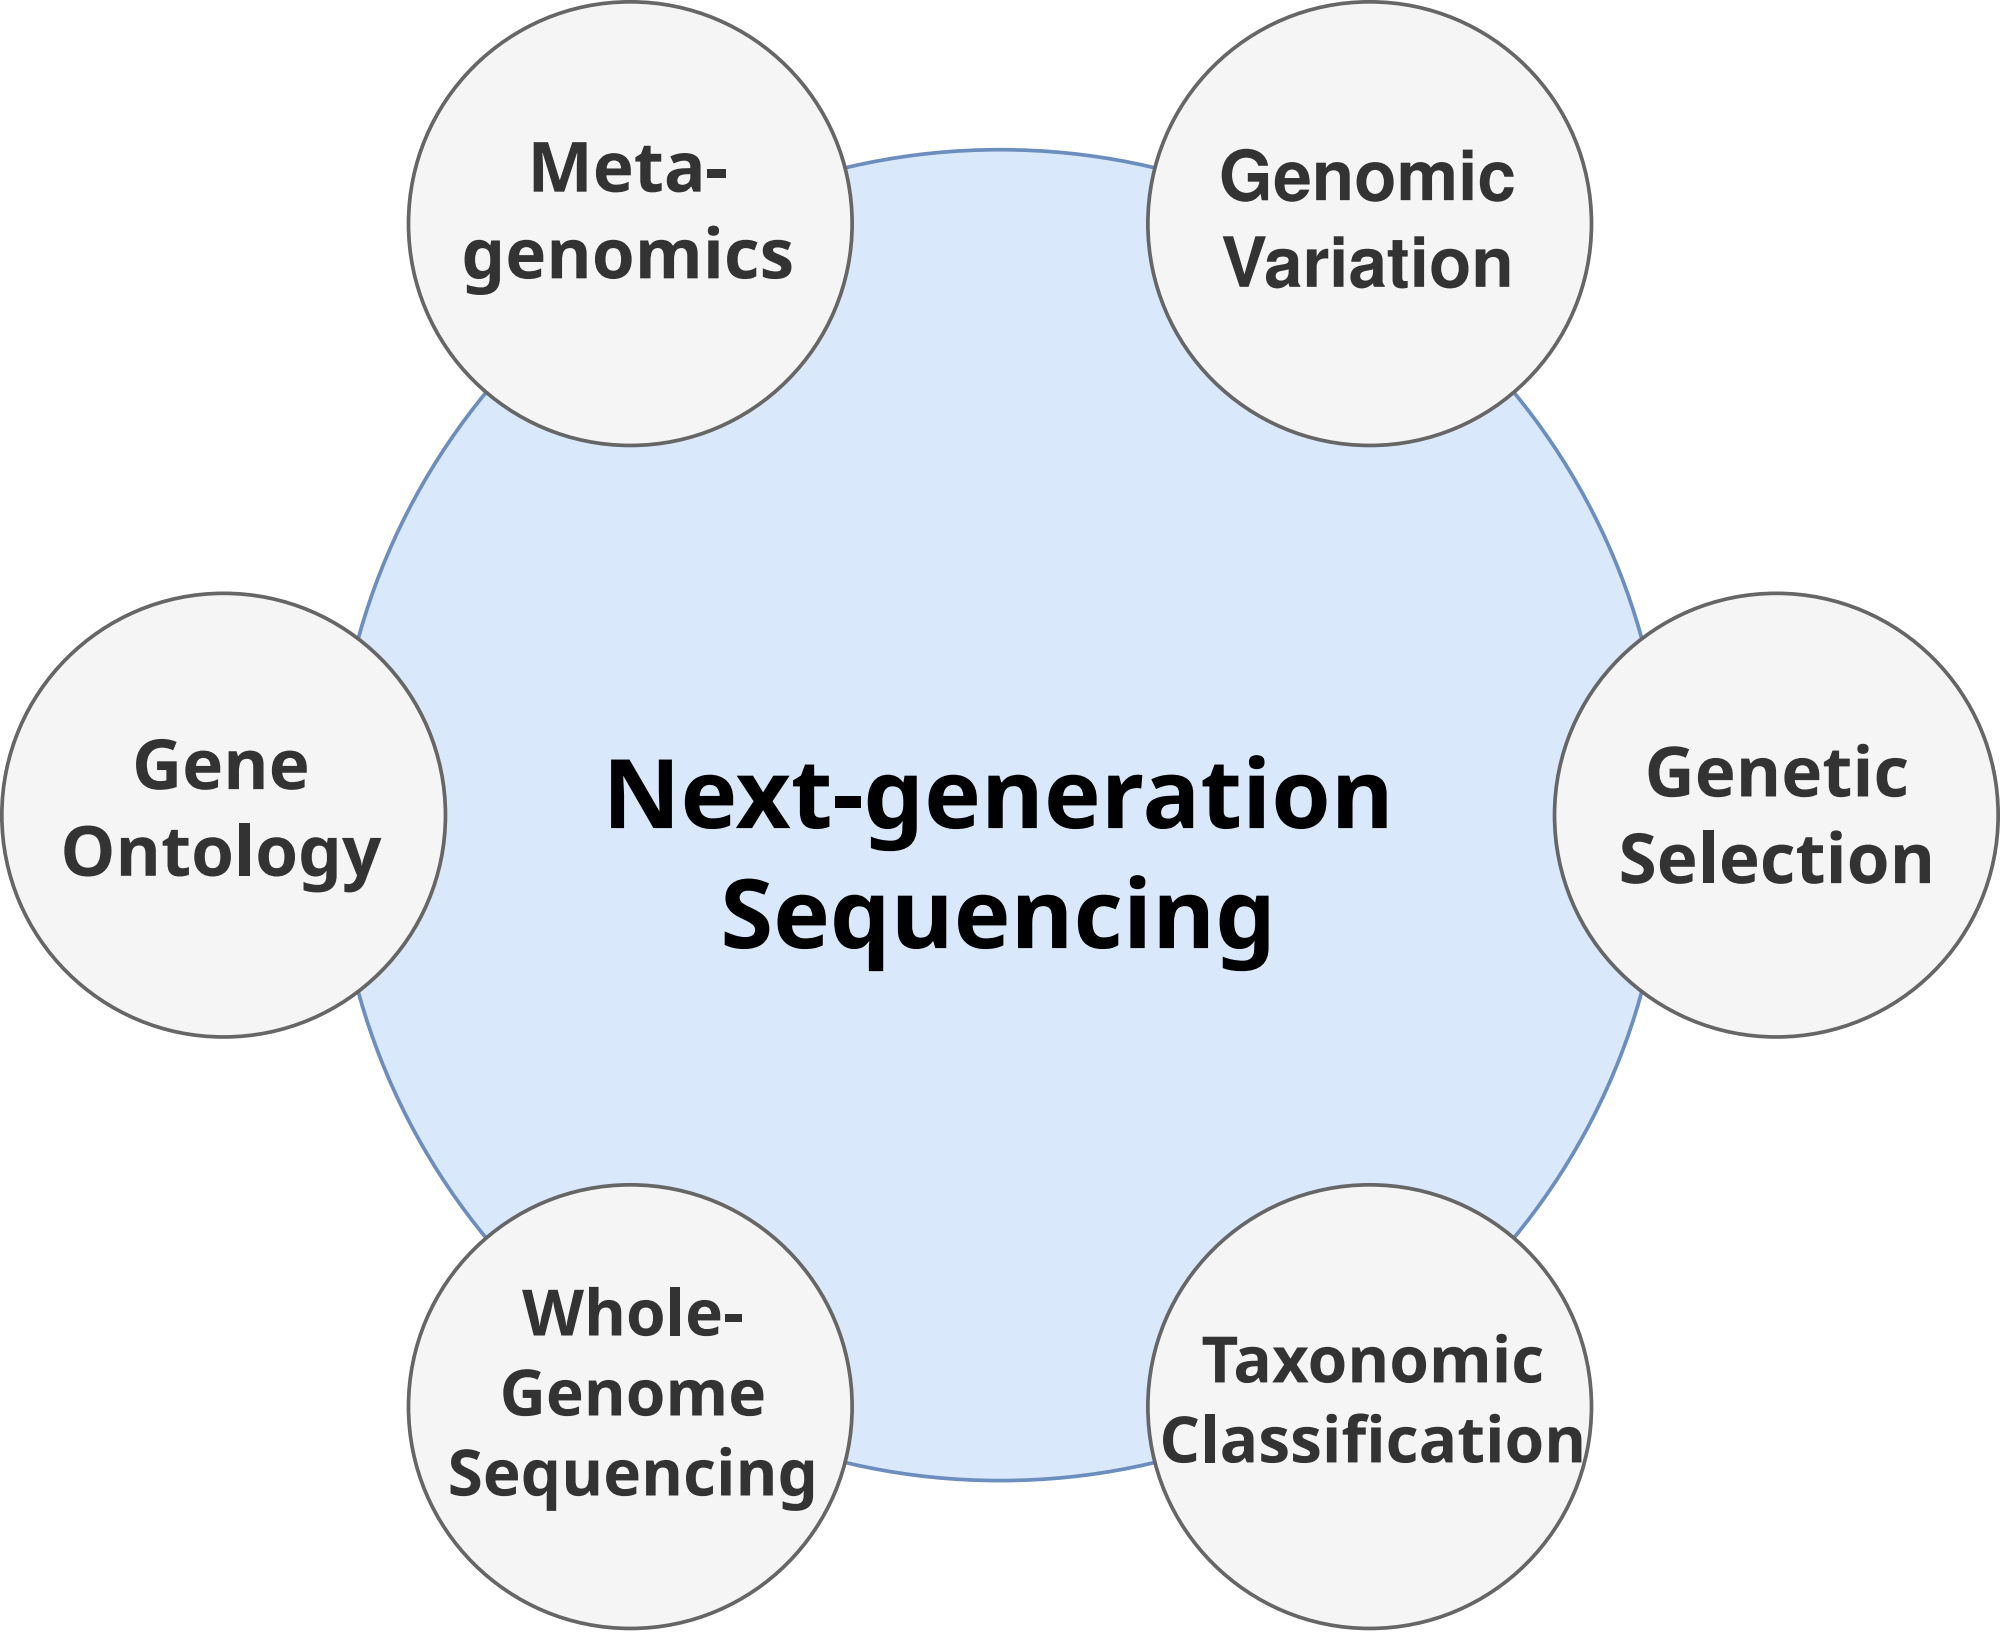 Meta-
genomics
Genomic
Variation
Gene
Ontology
Next-generation
Sequencing
Genetic
Selection
Whole-
Genome
Sequencing
Taxonomic
Classification